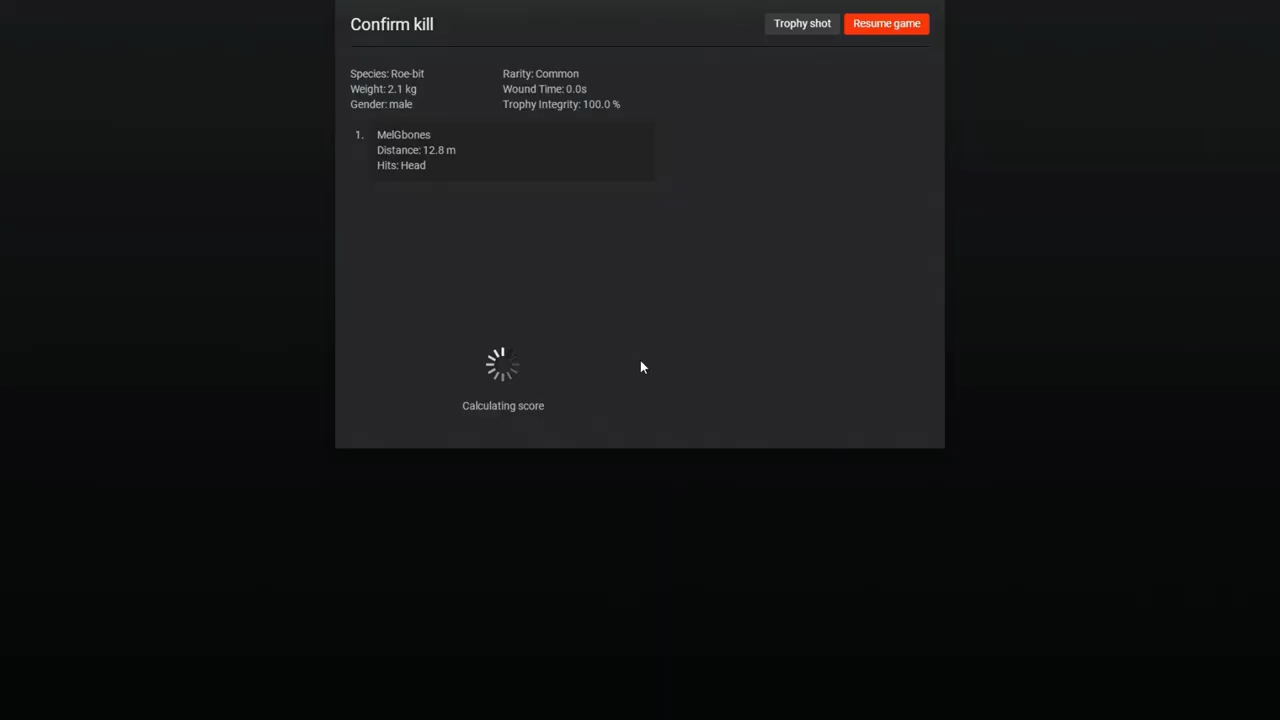 Confirm kill
Trophy shot
Resume game
Species: Roe-bit
Rarity: Common
Weight: 2.1 kg
Wound Time: 0.0s
Gender: male
Trophy Integrity: 100.0 %
1. MelGbones
Distance: 12.8 m
Hits: Head
Calculating score